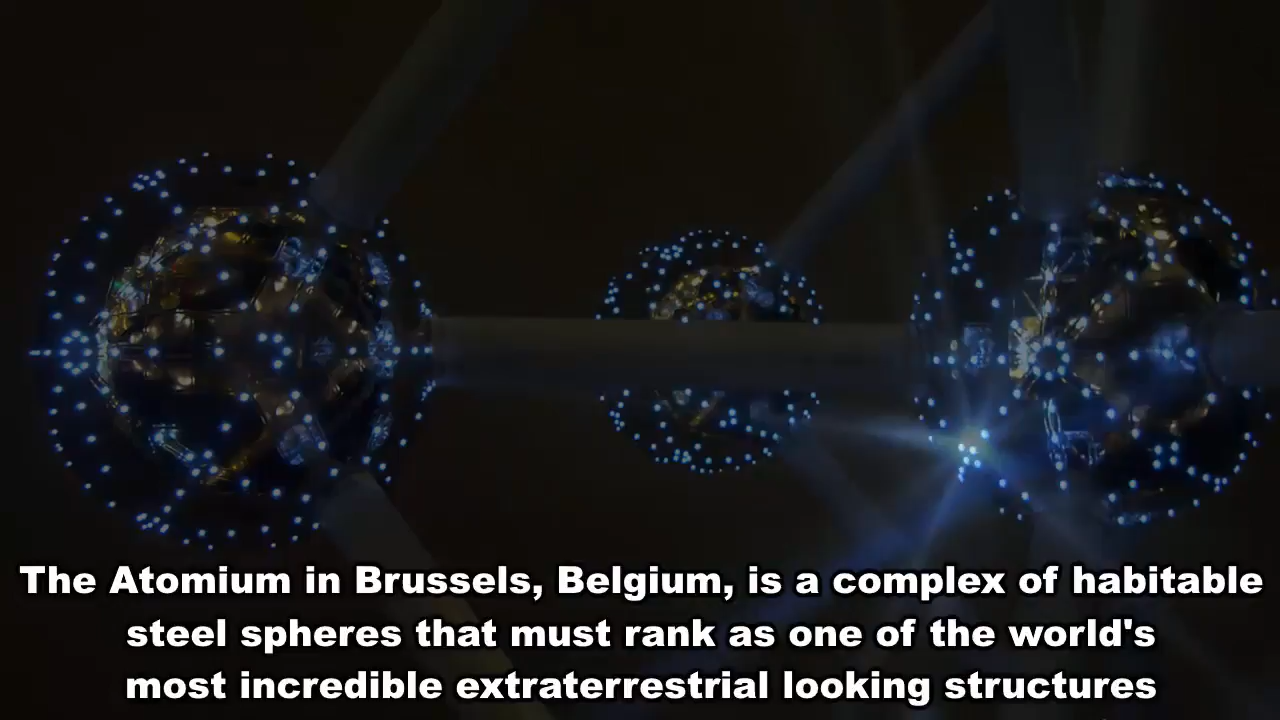 The Atomium in Brussels, Belgium, is a complex of habitable
steel spheres that must rank as one of the world's
most incredible extraterrestrial looking structures